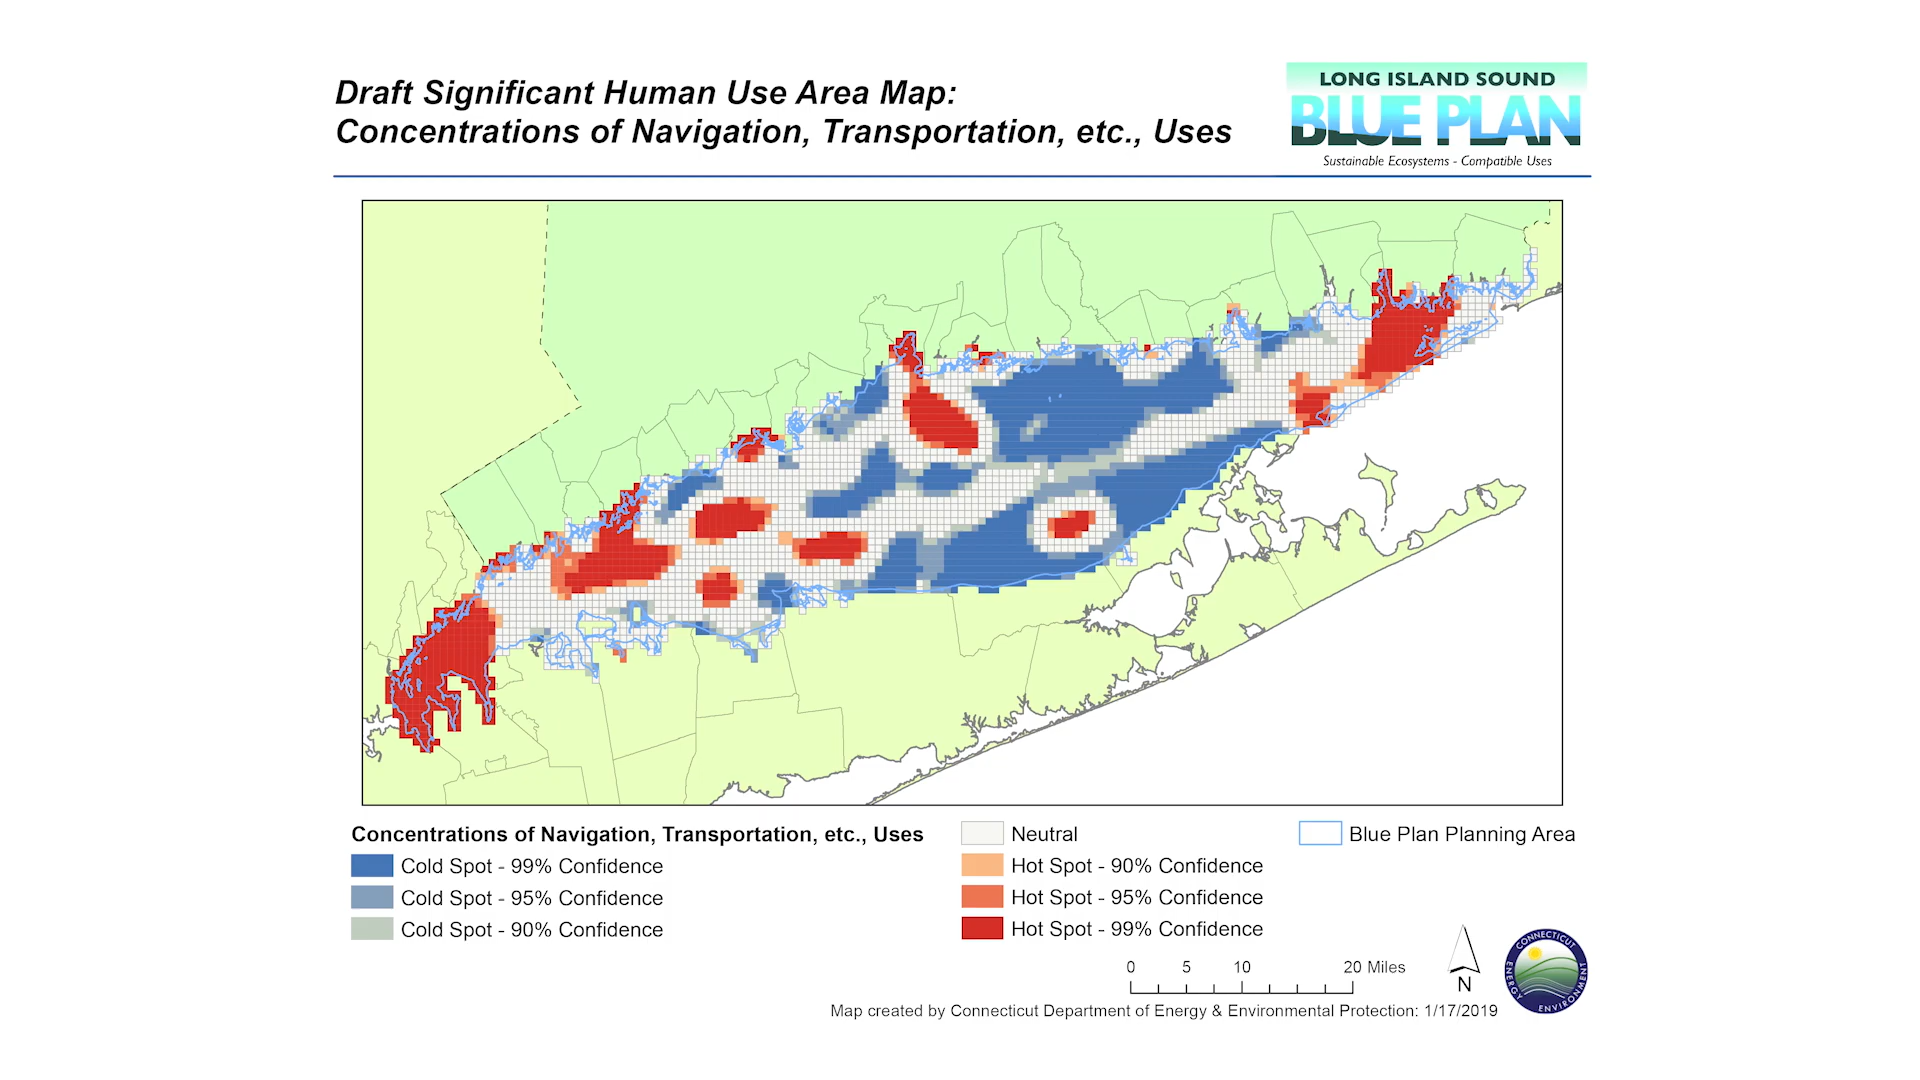 Draft Significant Human Use Area Map:
Concentrations of Navigation, Transportation, etc., Uses
LONG ISLAND SOUND
BLUE PLAN
Sustainable Ecosystems - Compatible Uses
Concentrations of Navigation, Transportation, etc., Uses
Cold Spot - 99% Confidence
Cold Spot - 95% Confidence
Cold Spot - 90% Confidence
Neutral
Hot Spot - 90% Confidence
Hot Spot - 95% Confidence
Hot Spot - 99% Confidence
Blue Plan Planning Area
0 5 10 20 Miles
N
CONNECTICUT
ENERGY
ENVIRONMENT
Map created by Connecticut Department of Energy & Environmental Protection: 1/17/2019